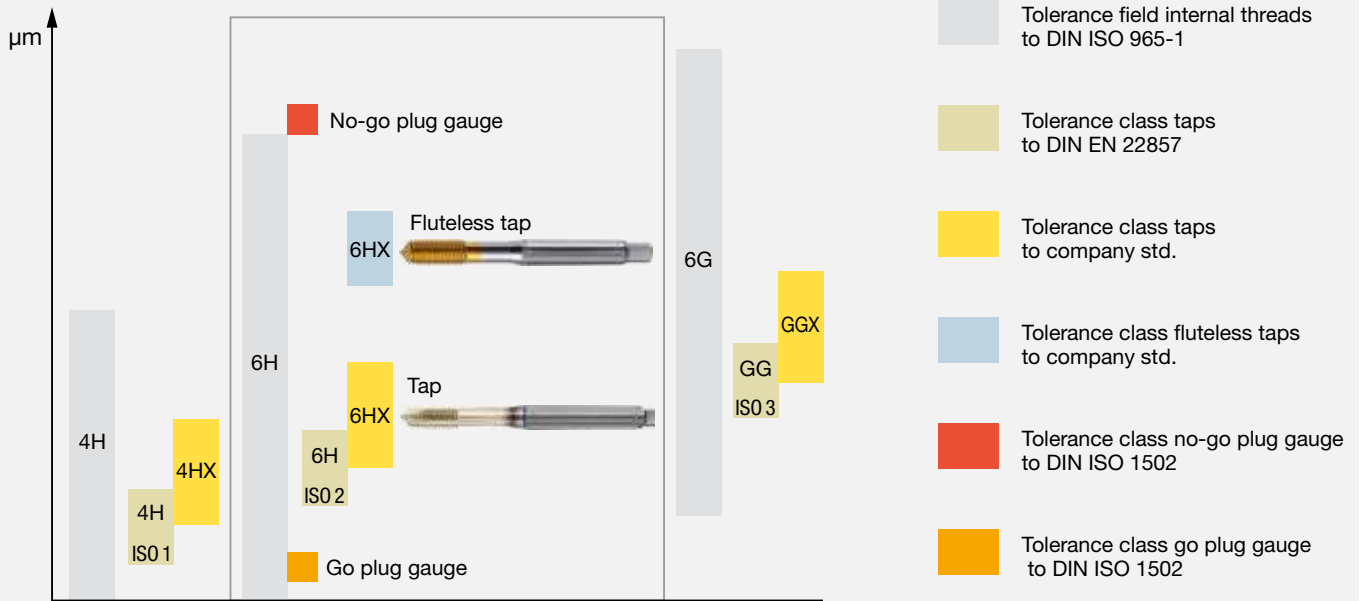 µm
No-go plug gauge
Fluteless tap
6HX
6H
Tap
6HX
6H
ISO 2
Go plug gauge
4H
4HX
4H
ISO 1
6G
GGX
GG
ISO 3
Tolerance field internal threads
to DIN ISO 965-1
Tolerance class taps
to DIN EN 22857
Tolerance class taps
to company std.
Tolerance class fluteless taps
to company std.
Tolerance class no-go plug gauge
to DIN ISO 1502
Tolerance class go plug gauge
to DIN ISO 1502